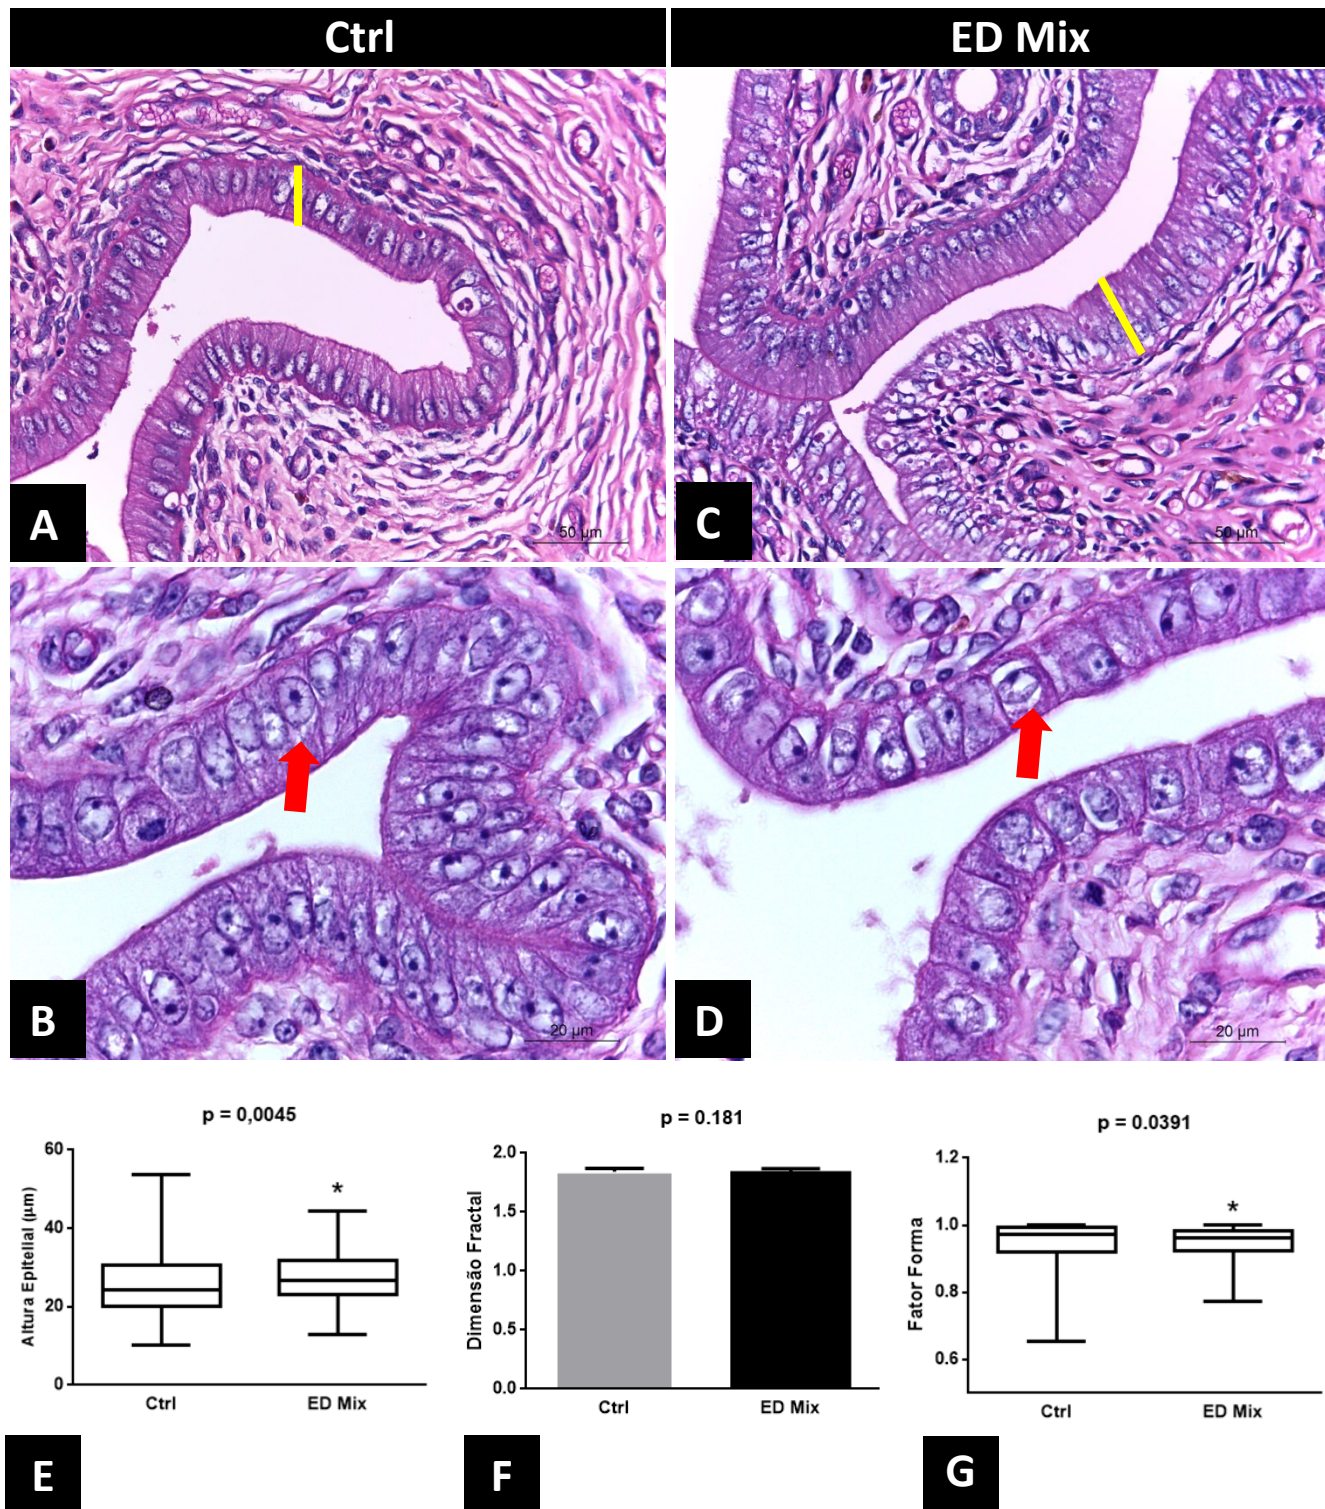 Ctrl
ED Mix
A
50 µm
C
50 µm
B
20 µm
D
20 µm
p = 0,0045
60
40
20
0
Altura Epitelial (µm)
*
Ctrl
ED Mix
E
p = 0.181
2.0
1.5
1.0
0.5
0.0
Dimensão Fractal
Ctrl
ED Mix
F
p = 0.0391
1.2
1.0
0.8
0.6
Fator Forma
*
Ctrl
ED Mix
G